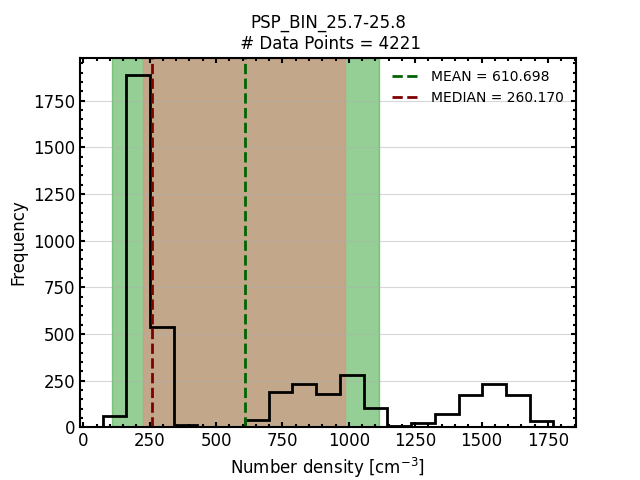 PSP_BIN_25.7-25.8
# Data Points = 4221
MEAN = 610.698
MEDIAN = 260.170
Frequency
1750
1500
1250
1000
750
500
250
0
0 250 500 750 1000 1250 1500 1750
Number density [cm⁻³]